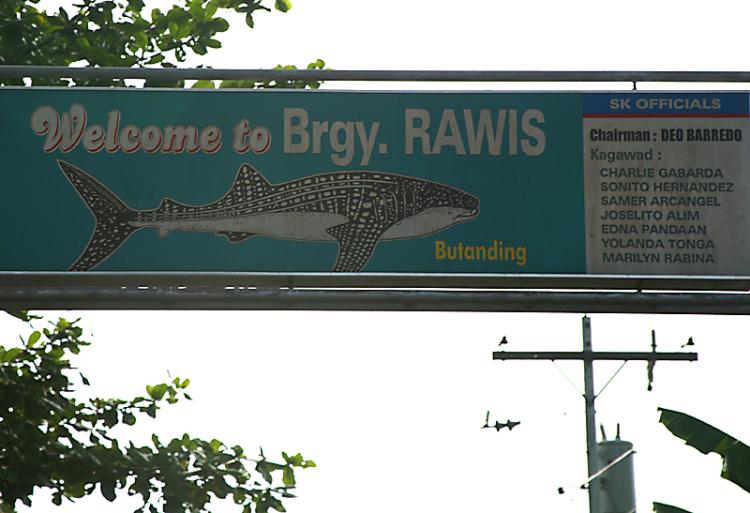 Welcome to Brgy. RAWIS
Butanding
SK OFFICIALS
Chairman : DEO BARREDO
Kagawad :
CHARLIE GABARDA
SONITO HERNANDEZ
SAMER ARCANGEL
JOSELITO ALIM
EDNA PANDAAN
YOLANDA TONGA
MARILYN RABINA